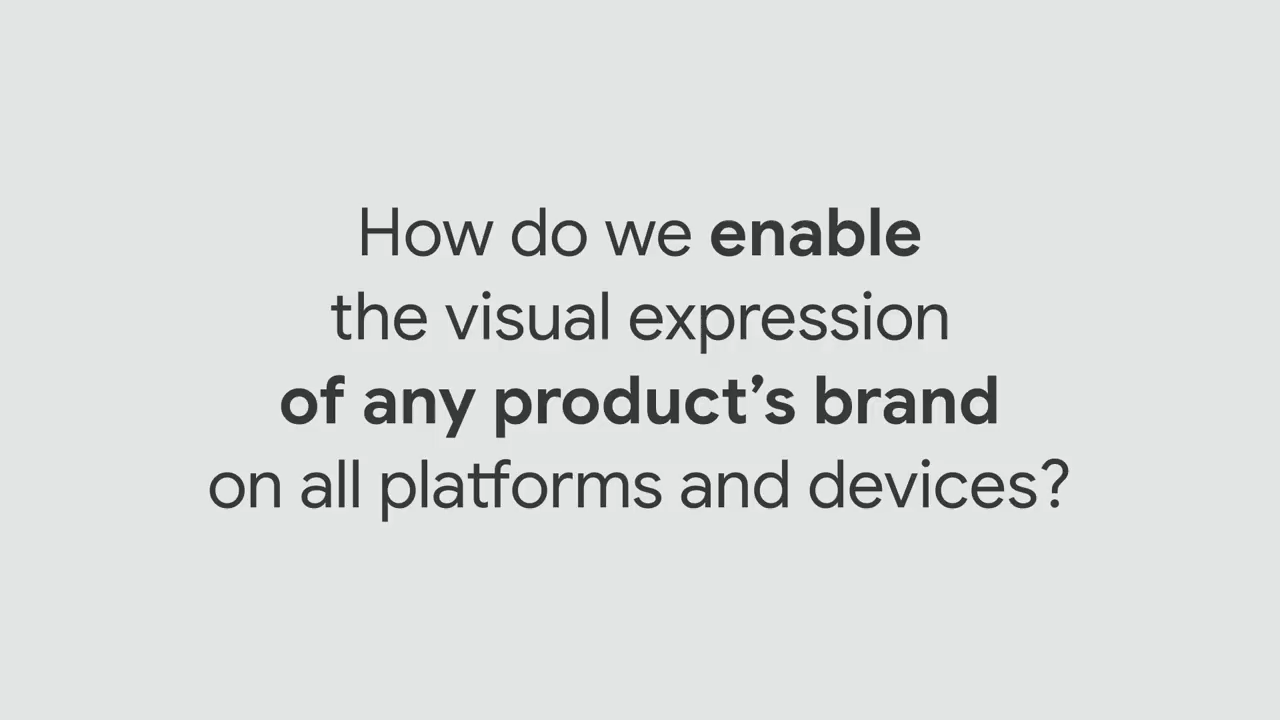 How do we enable
the visual expression
of any product’s brand
on all platforms and devices?